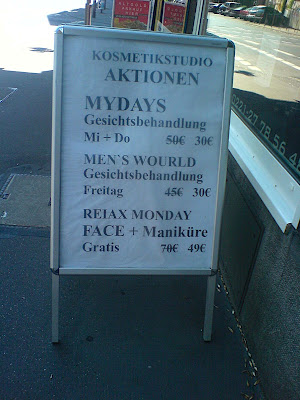 KOSMETIKSTUDIO
AKTIONEN
MYDAYS
Gesichtsbehandlung
Mi + Do 50€ 30€
MEN`S WOURLD
Gesichtsbehandlung
Freitag 45€ 30€
REIAX MONDAY
FACE + Maniküre
Gratis 70€ 49€